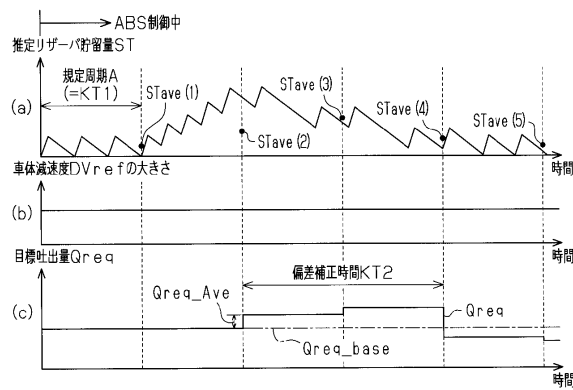 ABS制御中
推定リザーバ貯留量ST
規定周期A
(=KT1)
(a)
STave(1)
STave(2)
STave(3)
STave(4)
STave(5)
時間
車体減速度DVrefの大きさ
(b)
時間
目標吐出量Qreq
(c)
偏差補正時間KT2
Qreq_Ave
Qreq
Qreq_base
時間